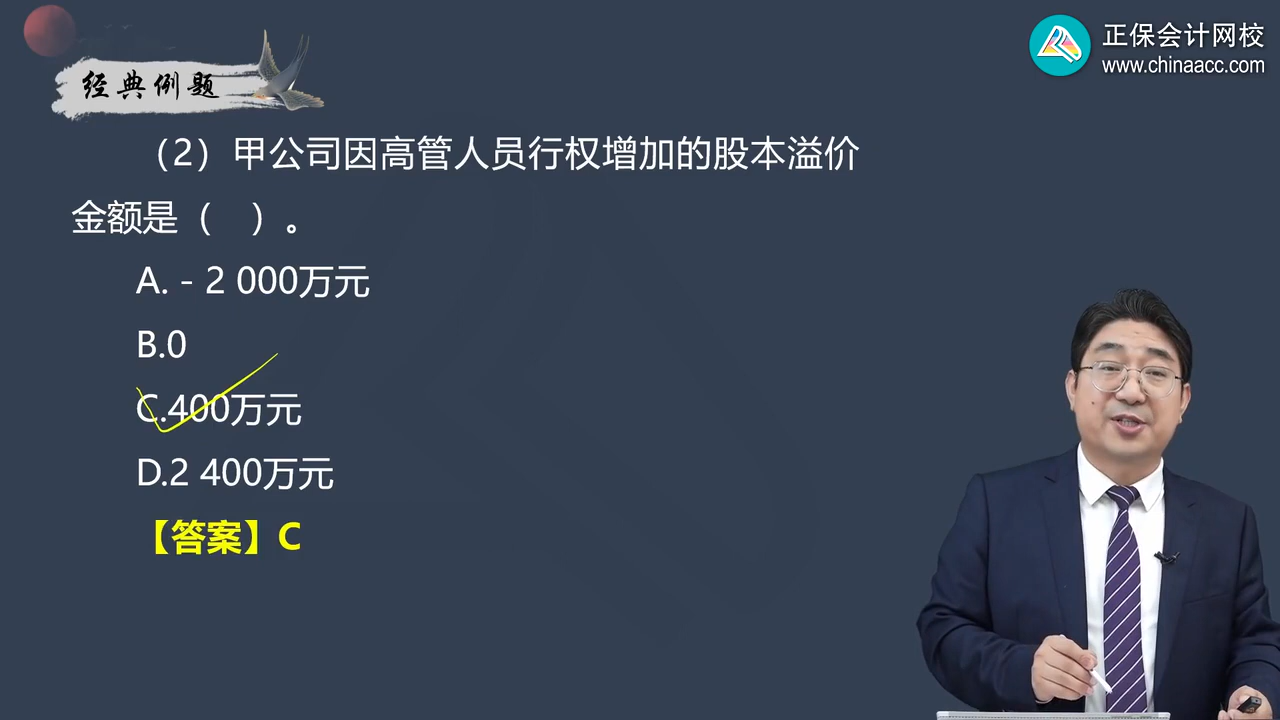 正保会计网校
www.chinaacc.com
经典例题
（2）甲公司因高管人员行权增加的股本溢价
金额是（　）。
A.－2 000万元
B.0
C.400万元
D.2 400万元
【答案】C